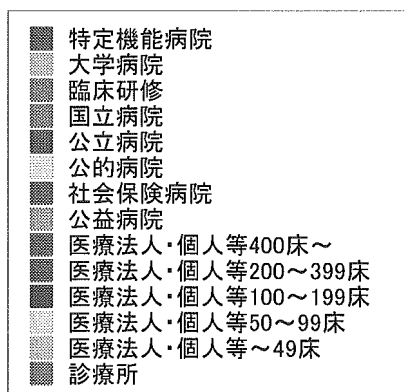 特定機能病院
大学病院
臨床研修
国立病院
公立病院
公的病院
社会保険病院
公益病院
医療法人・個人等400床～
医療法人・個人等200～399床
医療法人・個人等100～199床
医療法人・個人等50～99床
医療法人・個人等～49床
診療所